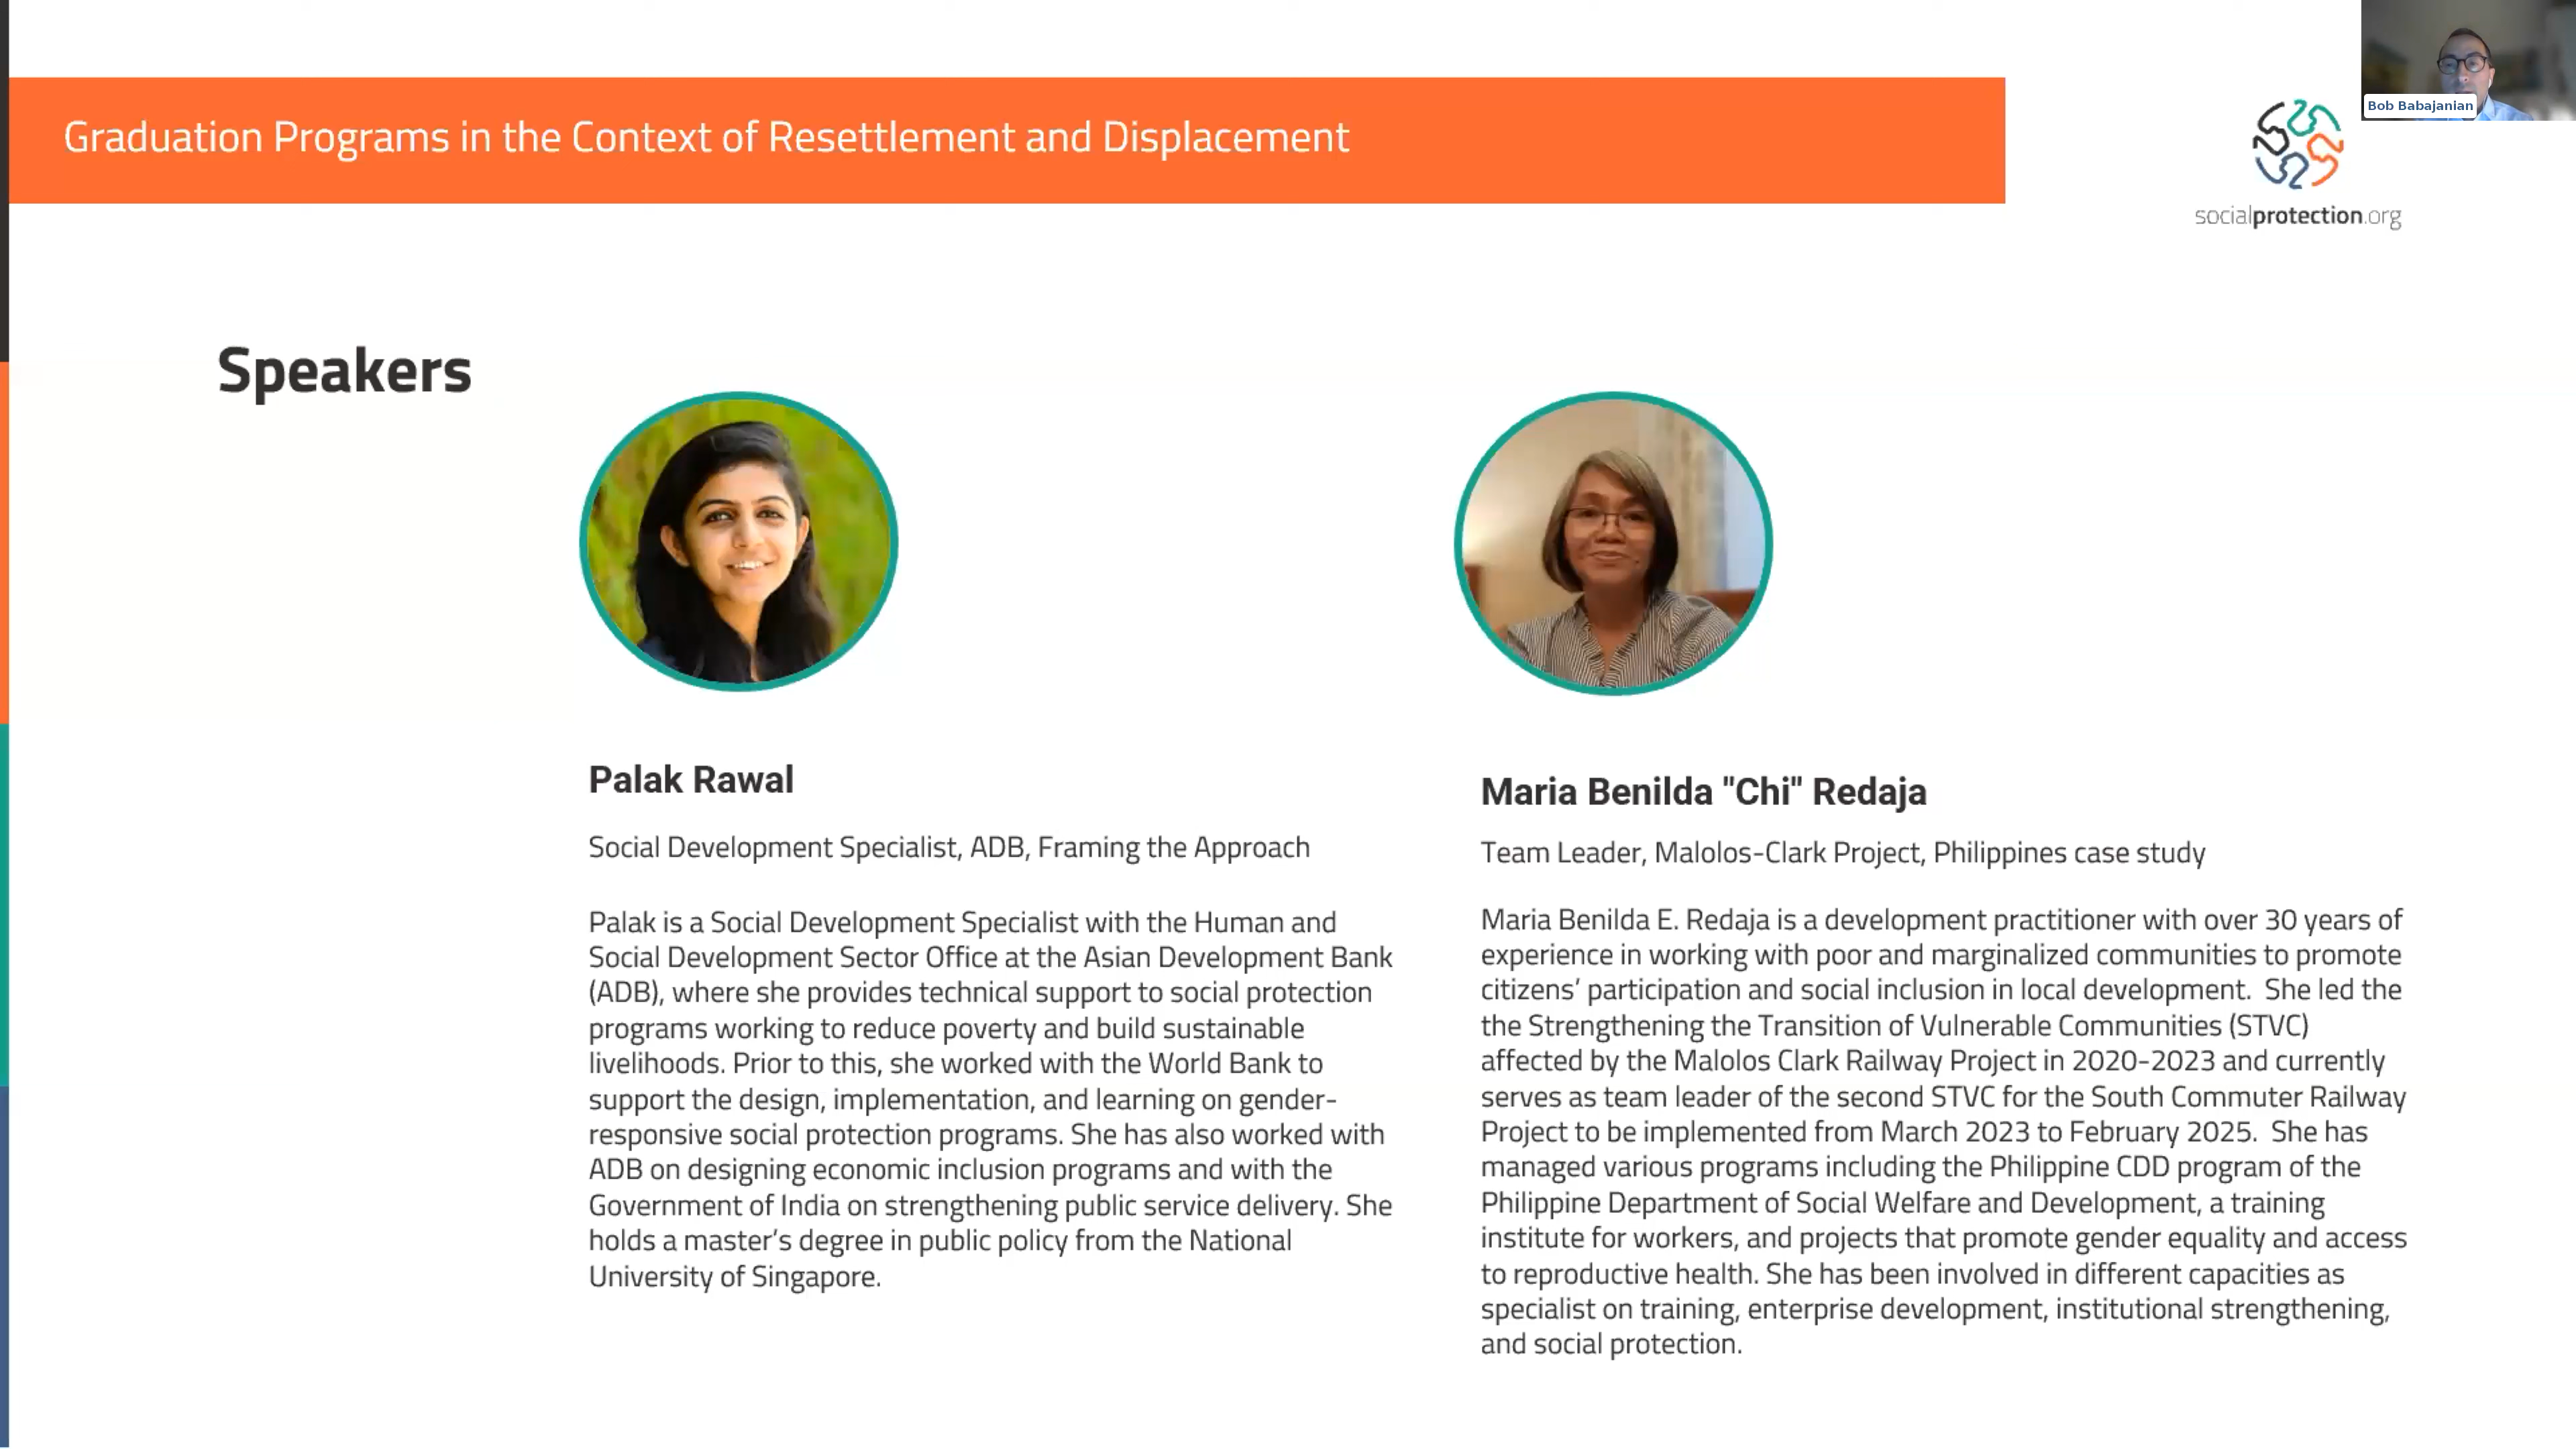 Graduation Programs in the Context of Resettlement and Displacement
Bob Babajanian
socialprotection.org
Speakers
Palak Rawal
Social Development Specialist, ADB, Framing the Approach
Palak is a Social Development Specialist with the Human and
Social Development Sector Office at the Asian Development Bank
(ADB), where she provides technical support to social protection
programs working to reduce poverty and build sustainable
livelihoods. Prior to this, she worked with the World Bank to
support the design, implementation, and learning on gender-
responsive social protection programs. She has also worked with
ADB on designing economic inclusion programs and with the
Government of India on strengthening public service delivery. She
holds a master’s degree in public policy from the National
University of Singapore.
Maria Benilda "Chi" Redaja
Team Leader, Malolos-Clark Project, Philippines case study
Maria Benilda E. Redaja is a development practitioner with over 30 years of
experience in working with poor and marginalized communities to promote
citizens’ participation and social inclusion in local development.  She led the
the Strengthening the Transition of Vulnerable Communities (STVC)
affected by the Malolos Clark Railway Project in 2020-2023 and currently
serves as team leader of the second STVC for the South Commuter Railway
Project to be implemented from March 2023 to February 2025.  She has
managed various programs including the Philippine CDD program of the
Philippine Department of Social Welfare and Development, a training
institute for workers, and projects that promote gender equality and access
to reproductive health. She has been involved in different capacities as
specialist on training, enterprise development, institutional strengthening,
and social protection.